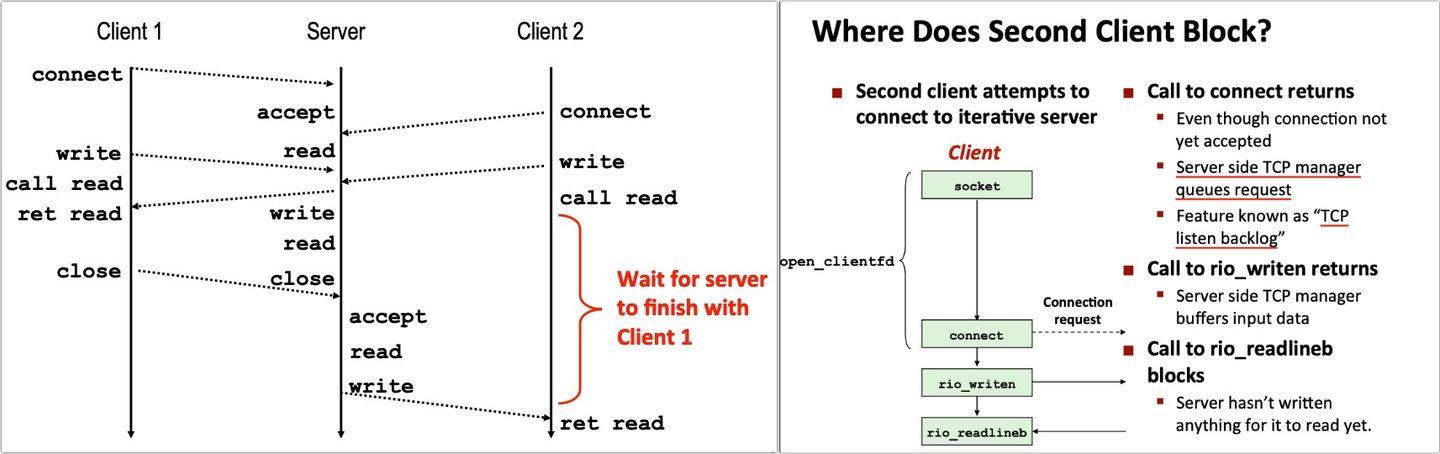 Client 1
Server
Client 2
connect
accept
connect
write
read
write
call read
call read
ret read
write
read
close
close
Wait for server
to finish with
Client 1
accept
read
write
ret read
Where Does Second Client Block?
Second client attempts to
connect to iterative server
Client
socket
open_clientfd
Connection
request
connect
rio_writen
rio_readlineb
Call to connect returns
Even though connection not
yet accepted
Server side TCP manager
queues request
Feature known as “TCP
listen backlog”
Call to rio_writen returns
Server side TCP manager
buffers input data
Call to rio_readlineb
blocks
Server hasn’t written
anything for it to read yet.